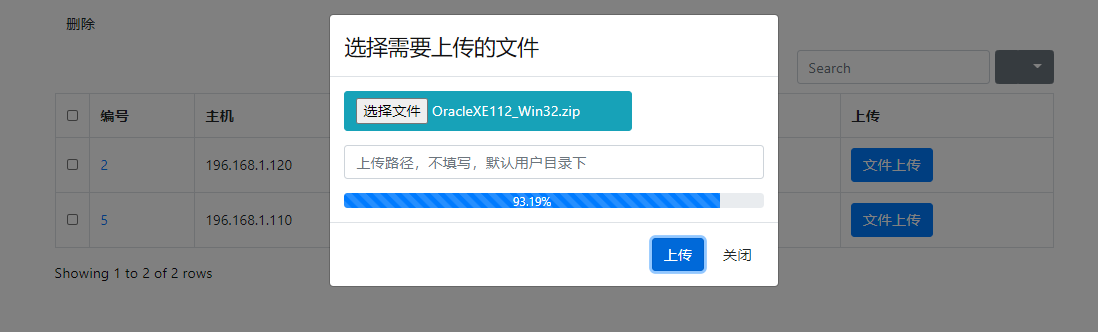 删除
选择需要上传的文件
Search
选择文件 OracleXE112_Win32.zip
编号 主机 上传
上传路径，不填写，默认用户目录下
2 196.168.1.120 文件上传
93.19%
5 196.168.1.110 文件上传
上传 关闭
Showing 1 to 2 of 2 rows